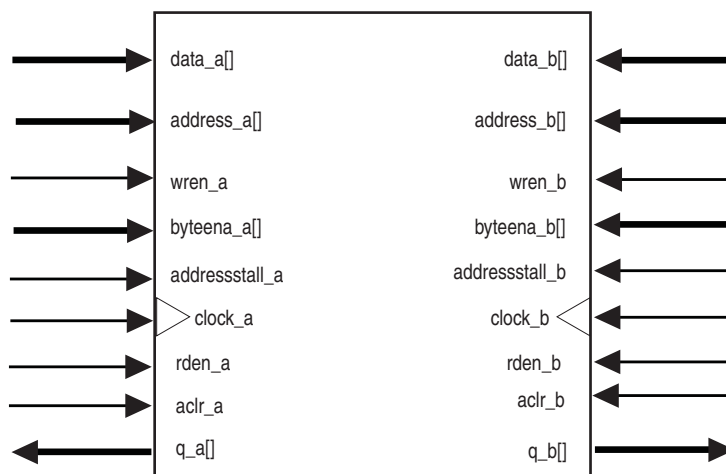 data_a[] data_b[]
address_a[] address_b[]
wren_a wren_b
byteena_a[] byteena_b[]
addressstall_a addressstall_b
clock_a clock_b
rden_a rden_b
aclr_a aclr_b
q_a[] q_b[]